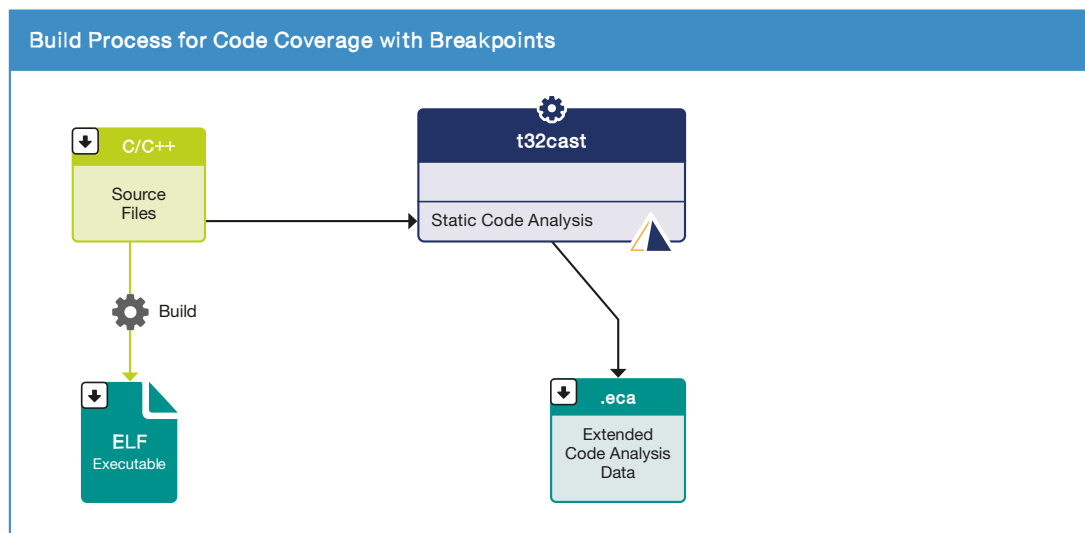 Build Process for Code Coverage with Breakpoints
C/C++
Source
Files
t32cast
Static Code Analysis
Build
ELF
Executable
.eca
Extended
Code Analysis
Data